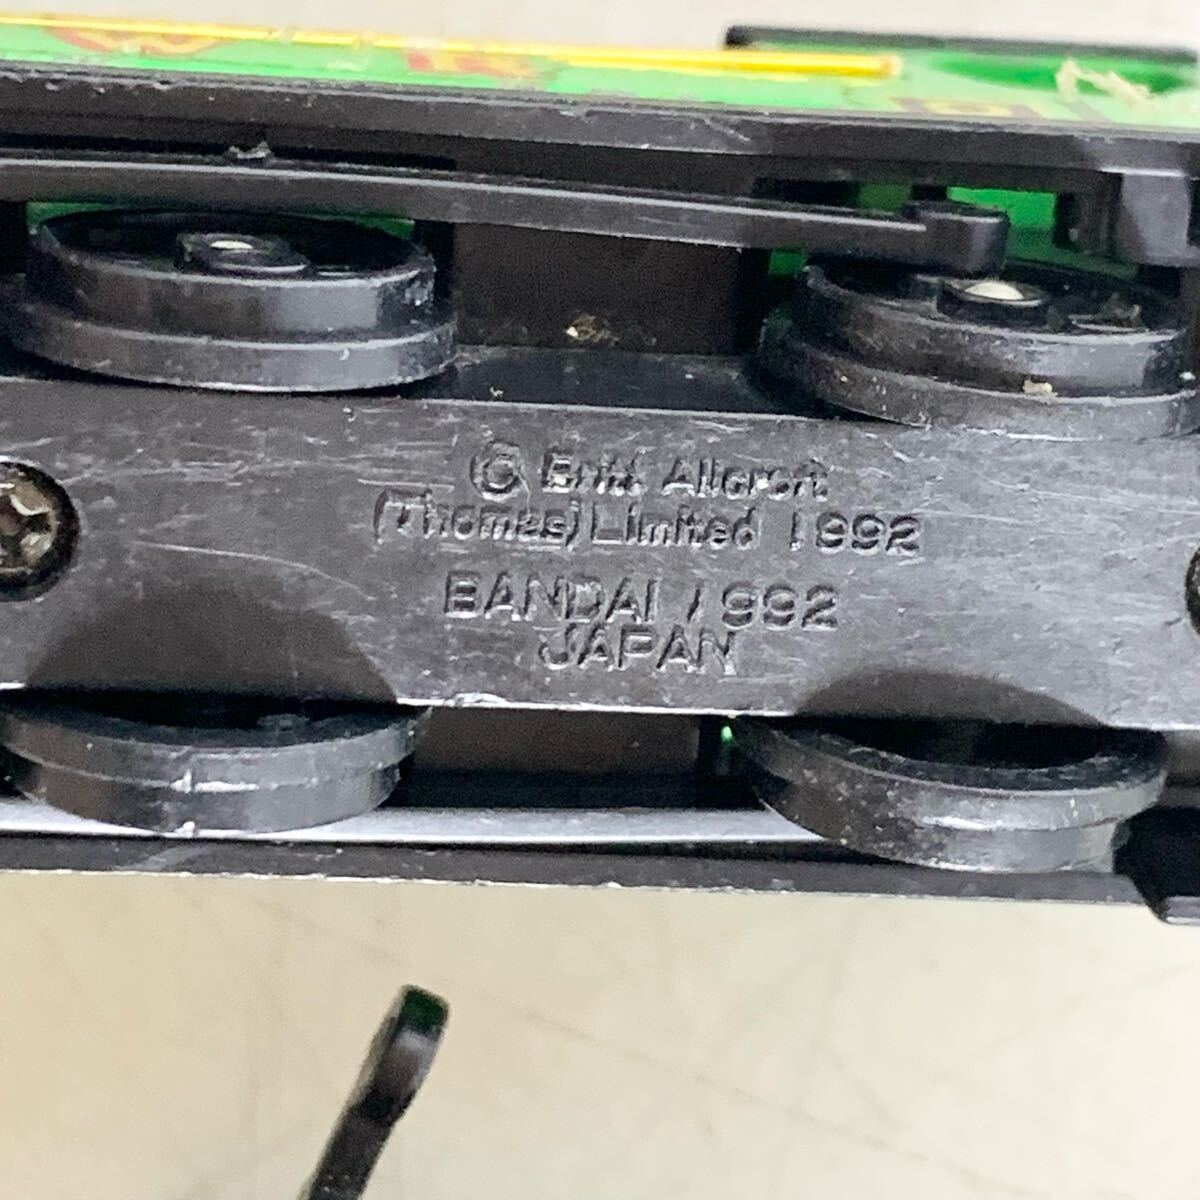 © Britt Allcroft
(Thomas) Limited 1992
BANDAI 1992
JAPAN